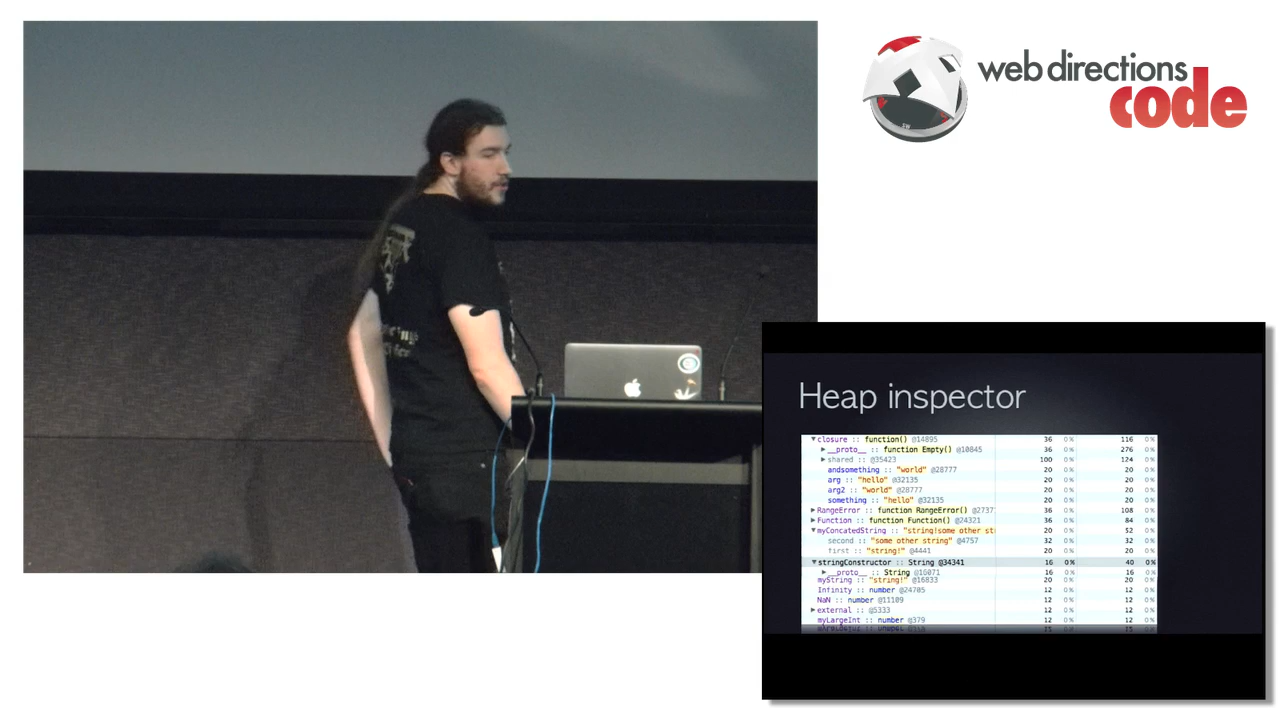 web directions
code
Heap inspector
▼closure :: function() @14895 36 0% 116 0%
▶__proto__ :: function Empty() @10845 36 0% 276 0%
▶shared :: @35423 100 0% 124 0%
andsomething :: "world" @28777 20 0% 20 0%
arg :: "hello" @32135 20 0% 20 0%
arg2 :: "world" @28777 20 0% 20 0%
something :: "hello" @32135 20 0% 20 0%
▶RangeError :: function RangeError() @2737 36 0% 108 0%
▶Function :: function Function() @24321 36 0% 84 0%
▼myConcatedString :: "string!some other st 20 0% 52 0%
second :: "some other string" @4757 32 0% 32 0%
first :: "string!" @4441 20 0% 20 0%
▼stringConstructor :: String @34341 16 0% 40 0%
▶__proto__ :: String @16071 16 0% 16 0%
myString :: "string!" @16833 20 0% 20 0%
Infinity :: number @24705 12 0% 12 0%
NaN :: number @11109 12 0% 12 0%
▶external :: @5333 12 0% 12 0%
myLargeInt :: number @379 12 0% 12 0%